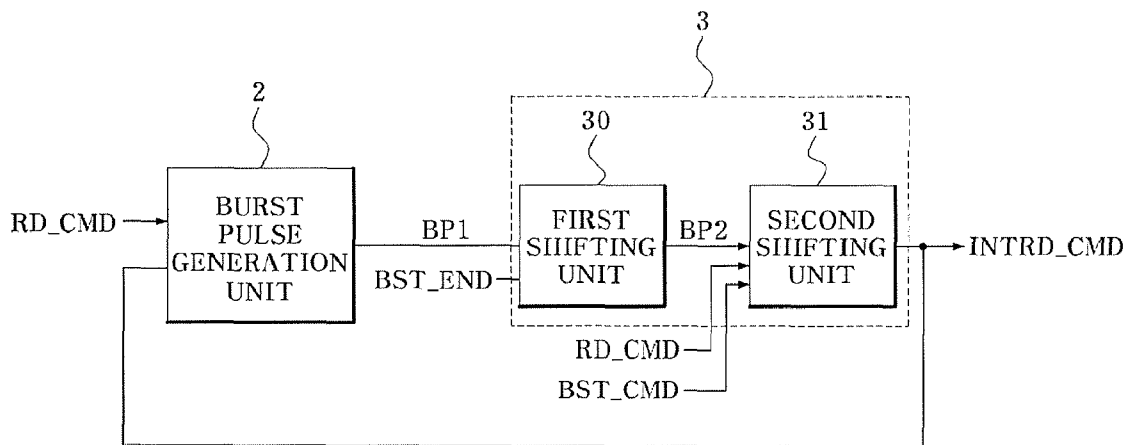 3
2
30
31
RD_CMD
BURST
PULSE
GENERATION
UNIT
BP1
BST_END
FIRST
SHIFTING
UNIT
BP2
SECOND
SHIFTING
UNIT
INTRD_CMD
RD_CMD
BST_CMD